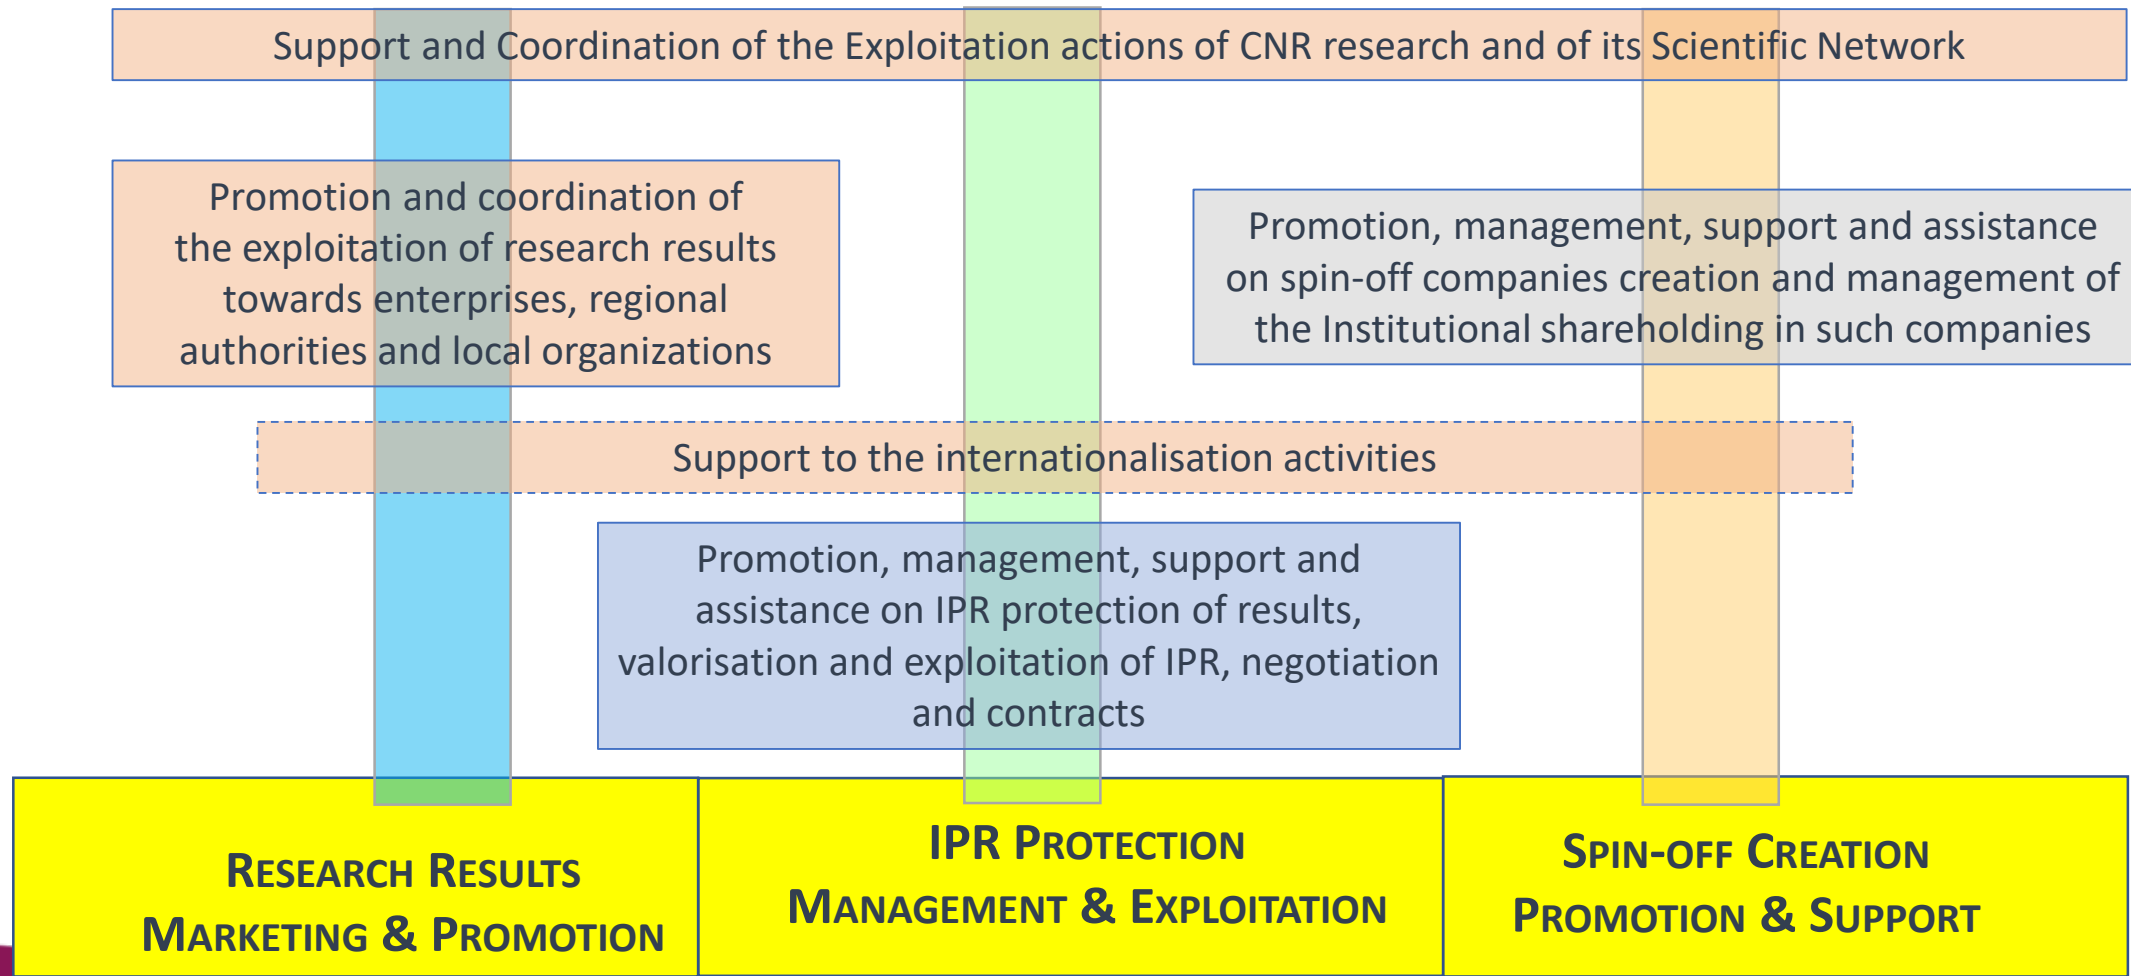 Support and Coordination of the Exploitation actions of CNR research and of its Scientific Network
Promotion and coordination of
the exploitation of research results
towards enterprises, regional
authorities and local organizations
Promotion, management, support and assistance
on spin-off companies creation and management of
the Institutional shareholding in such companies
Support to the internationalisation activities
Promotion, management, support and
assistance on IPR protection of results,
valorisation and exploitation of IPR, negotiation
and contracts
RESEARCH RESULTS
MARKETING & PROMOTION
IPR PROTECTION
MANAGEMENT & EXPLOITATION
SPIN-OFF CREATION
PROMOTION & SUPPORT